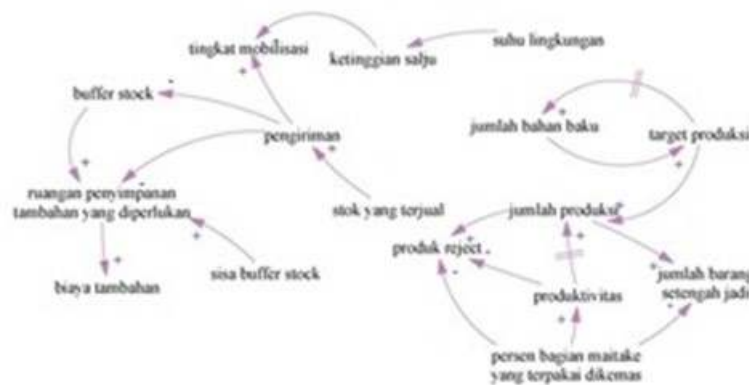 tingkat mobilisasi
ketinggian salju
suhu lingkungan
buffer stock
pengiriman
jumlah bahan baku
target produksi
ruangan penyimpanan
tambahan yang diperlukan
stok yang terjual
jumlah produksi
produk reject
biaya tambahan
sisa buffer stock
produktivitas
jumlah barang
setengah jadi
persen bagian maitake
yang terpakai dikemas